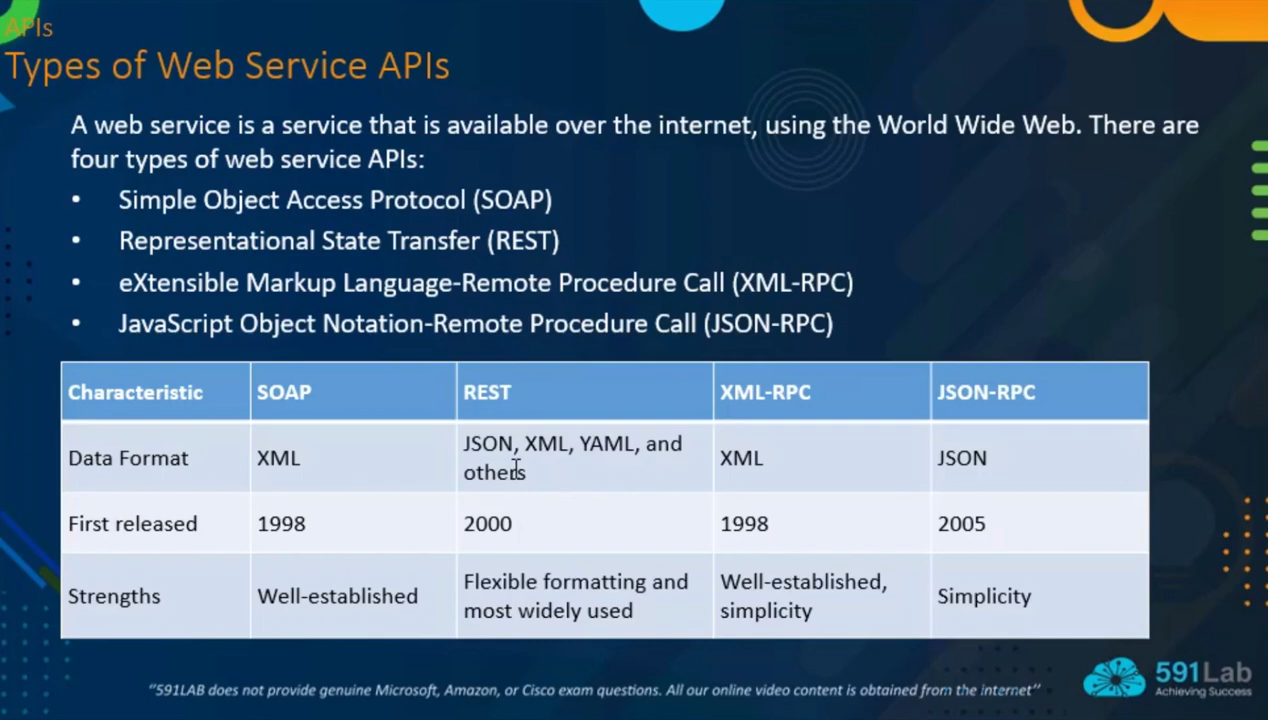 APIs
Types of Web Service APIs
A web service is a service that is available over the internet, using the World Wide Web. There are
four types of web service APIs:
• Simple Object Access Protocol (SOAP)
• Representational State Transfer (REST)
• eXtensible Markup Language-Remote Procedure Call (XML-RPC)
• JavaScript Object Notation-Remote Procedure Call (JSON-RPC)
Characteristic SOAP REST XML-RPC JSON-RPC
Data Format XML JSON, XML, YAML, and others XML JSON
First released 1998 2000 1998 2005
Strengths Well-established Flexible formatting and most widely used Well-established, simplicity Simplicity
591Lab
Achieving Success
"591LAB does not provide genuine Microsoft, Amazon, or Cisco exam questions. All our online video content is obtained from the internet"